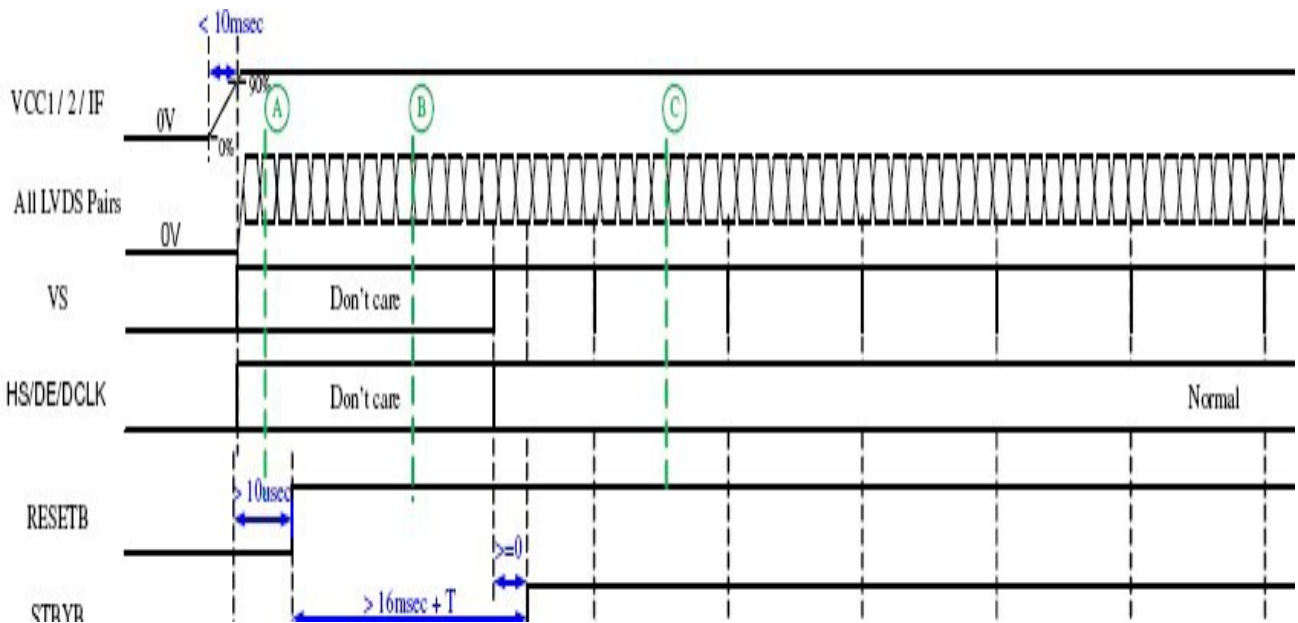 < 10msec
90%
A
B
C
VCC1 / 2 / IF
0V
0%
All LVDS Pairs
0V
VS
Don't care
HS/DE/DCLK
Don't care
Normal
> 10usec
RESETB
>=0
> 16msec + T
STBYB